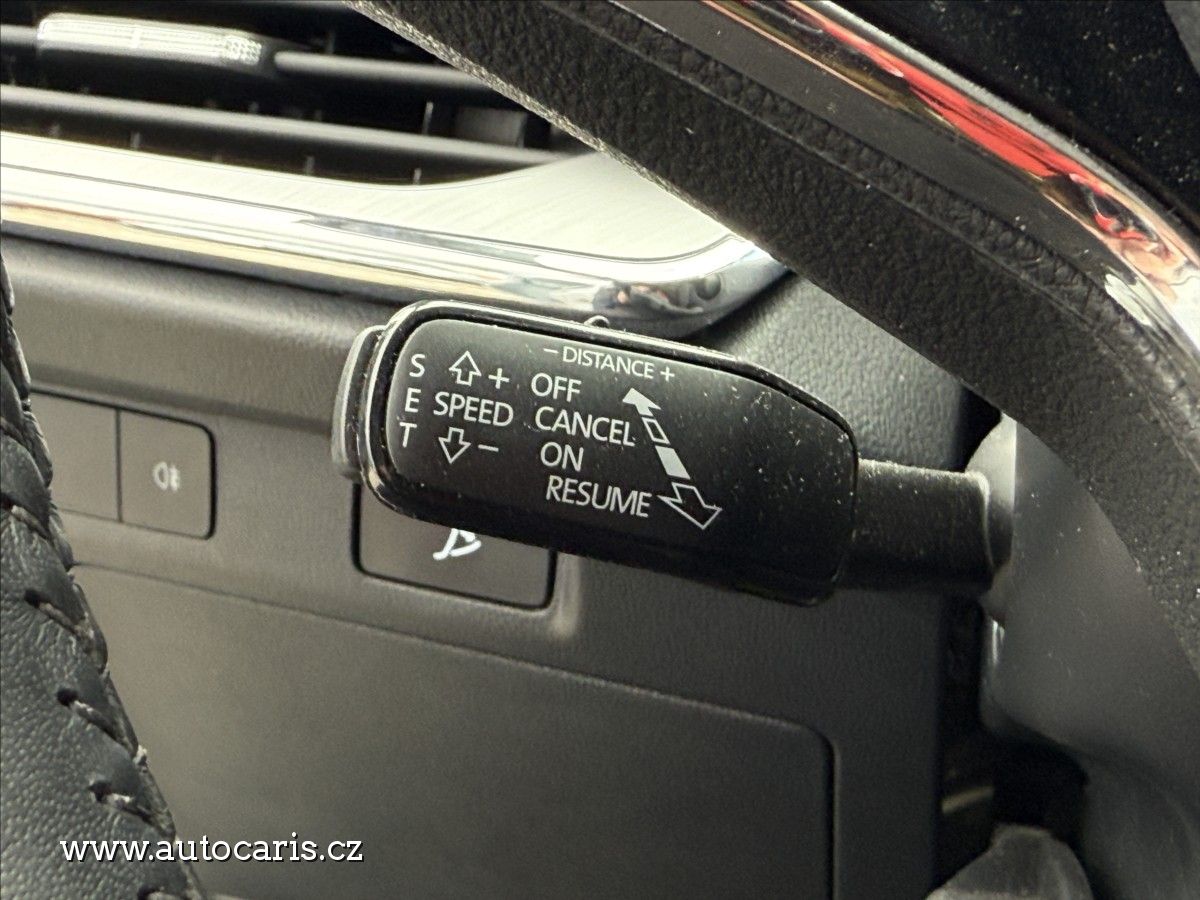 – DISTANCE +
S
E
T
+
SPEED
–
OFF
CANCEL
ON
RESUME
www.autocaris.cz